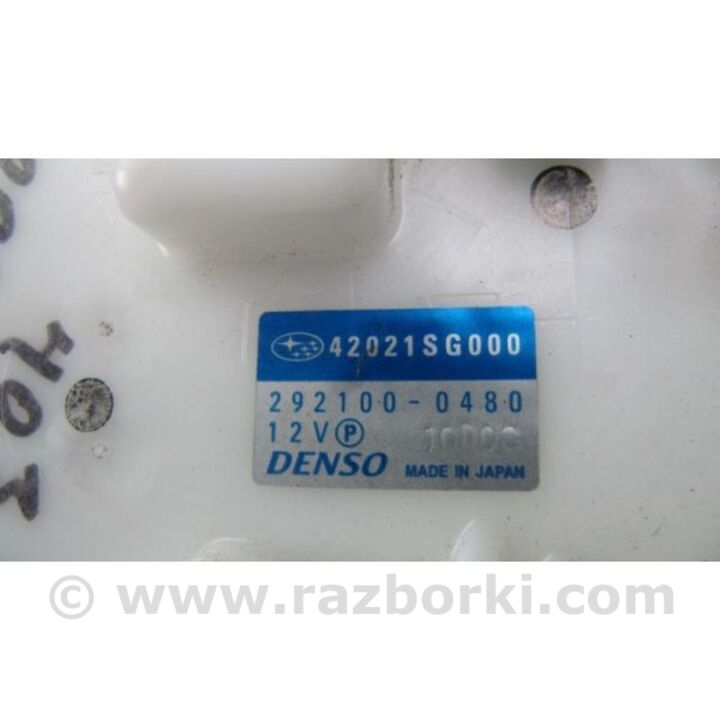 42021SG000
292100-0480
12V P
DENSO MADE IN JAPAN
© www.razborki.com